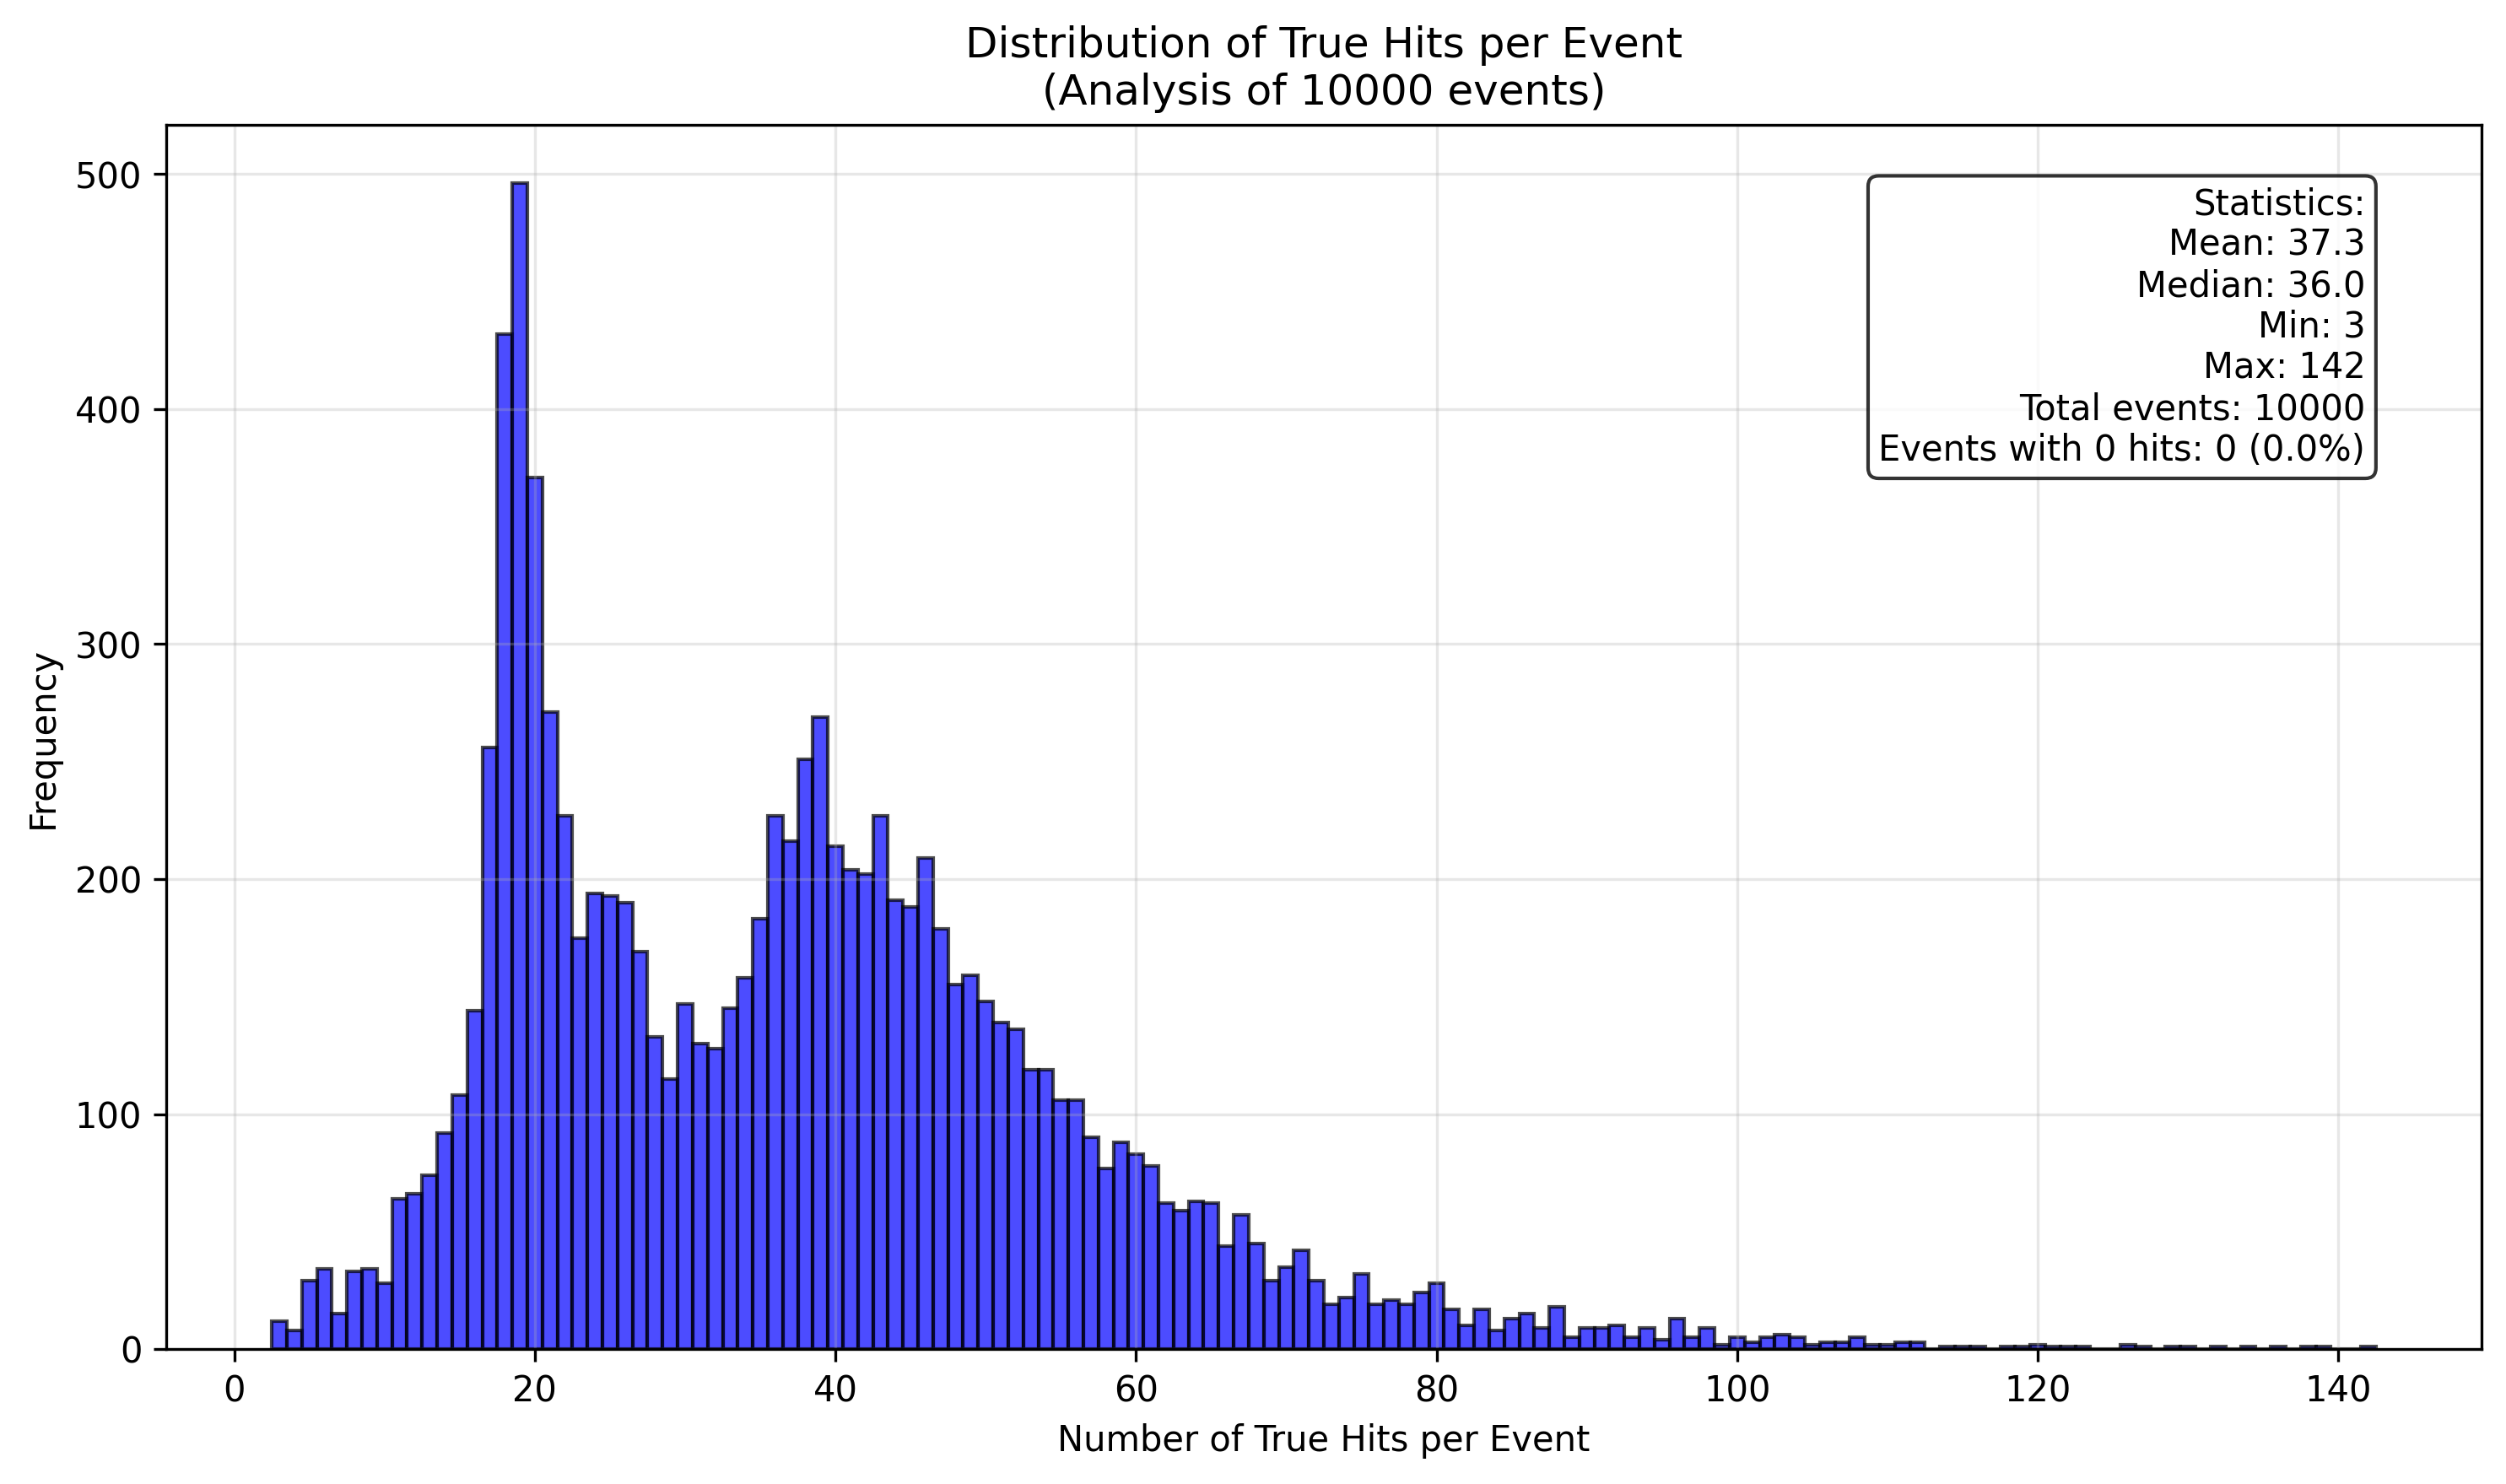 Distribution of True Hits per Event
(Analysis of 10000 events)
500
400
300
200
100
0
Frequency
Statistics:
Mean: 37.3
Median: 36.0
Min: 3
Max: 142
Total events: 10000
Events with 0 hits: 0 (0.0%)
0 20 40 60 80 100 120 140
Number of True Hits per Event